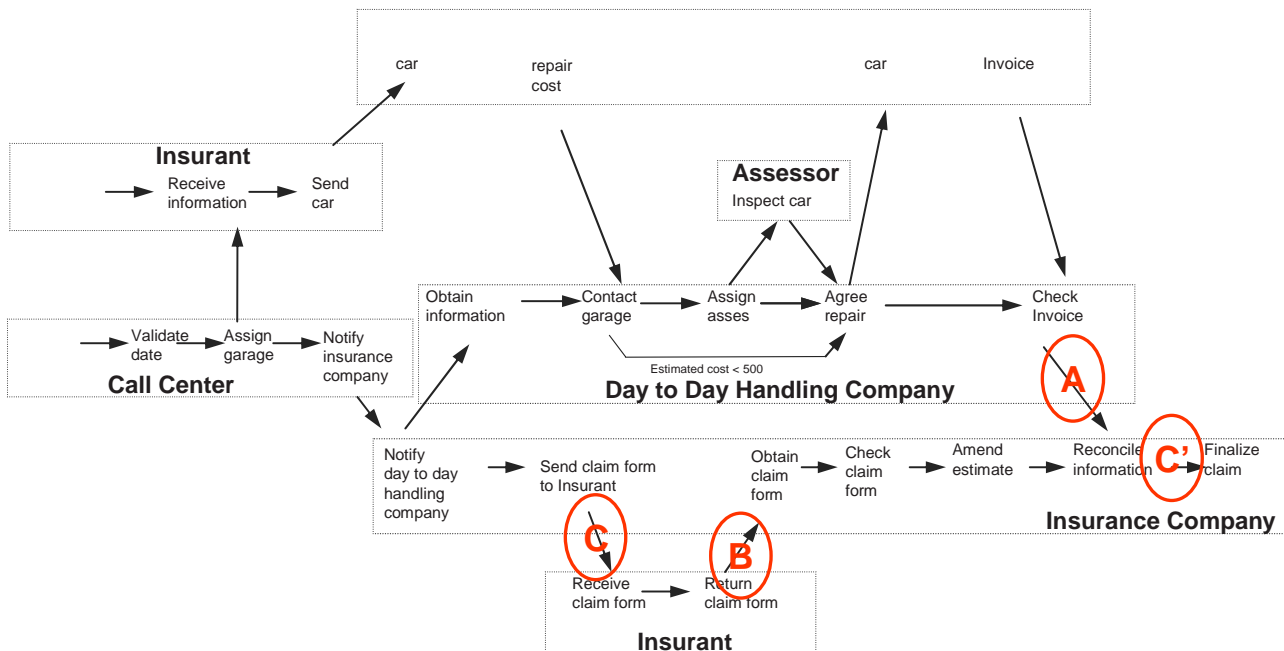 car
repair
cost
car
Invoice
Insurant
Receive
information
Send
car
Assessor
Inspect car
Obtain
information
Contact
garage
Assign
asses
Agree
repair
Check
Invoice
Estimated cost < 500
Day to Day Handling Company
A
Validate
date
Assign
garage
Notify
insurance
company
Call Center
Notify
day to day
handling
company
Send claim form
to Insurant
Obtain
claim
form
Check
claim
form
Amend
estimate
Reconcile
information
C’
Finalize
claim
Insurance Company
C
B
Receive
claim form
Return
claim form
Insurant